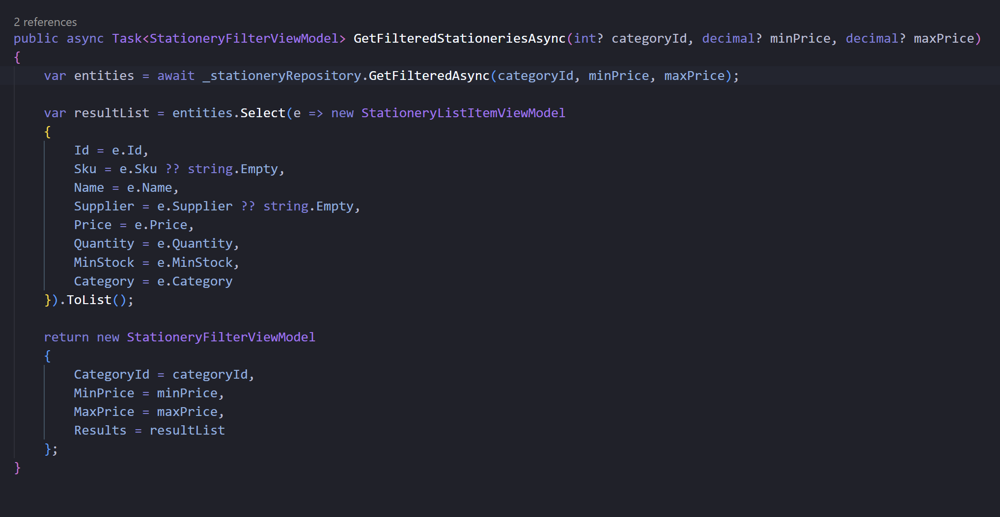 2 references
public async Task<StationeryFilterViewModel> GetFilteredStationeriesAsync(int? categoryId, decimal? minPrice, decimal? maxPrice)
{
    var entities = await _stationeryRepository.GetFilteredAsync(categoryId, minPrice, maxPrice);

    var resultList = entities.Select(e => new StationeryListItemViewModel
    {
        Id = e.Id,
        Sku = e.Sku ?? string.Empty,
        Name = e.Name,
        Supplier = e.Supplier ?? string.Empty,
        Price = e.Price,
        Quantity = e.Quantity,
        MinStock = e.MinStock,
        Category = e.Category
    }).ToList();

    return new StationeryFilterViewModel
    {
        CategoryId = categoryId,
        MinPrice = minPrice,
        MaxPrice = maxPrice,
        Results = resultList
    };
}